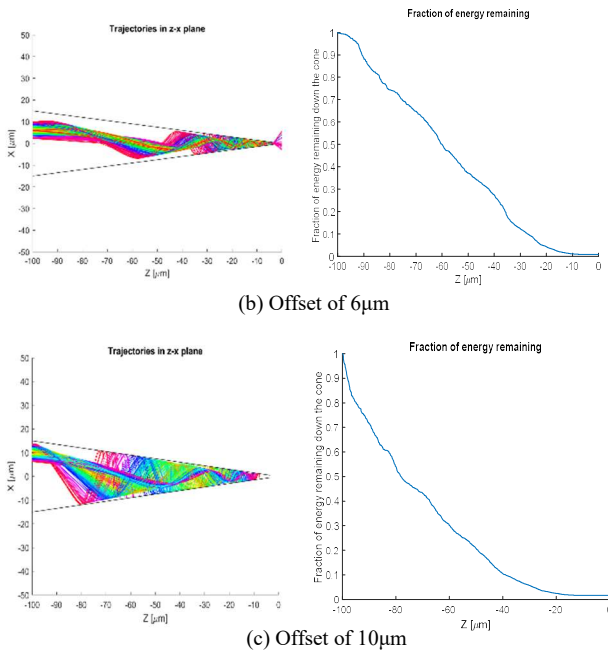 Trajectories in z-x plane
X [μm]
50
40
30
20
10
0
-10
-20
-30
-40
-50
-100 -90 -80 -70 -60 -50 -40 -30 -20 -10 0
Z [μm]
Fraction of energy remaining
Fraction of energy remaining down the cone
1
0.9
0.8
0.7
0.6
0.5
0.4
0.3
0.2
0.1
0
-100 -90 -80 -70 -60 -50 -40 -30 -20 -10 0
Z [μm]
(b) Offset of 6μm
Trajectories in z-x plane
X [μm]
50
40
30
20
10
0
-10
-20
-30
-40
-50
-100 -90 -80 -70 -60 -50 -40 -30 -20 -10 0
Z [μm]
Fraction of energy remaining
Fraction of energy remaining down the cone
1
0.9
0.8
0.7
0.6
0.5
0.4
0.3
0.2
0.1
0
-100 -80 -60 -40 -20 0
Z [μm]
(c) Offset of 10μm